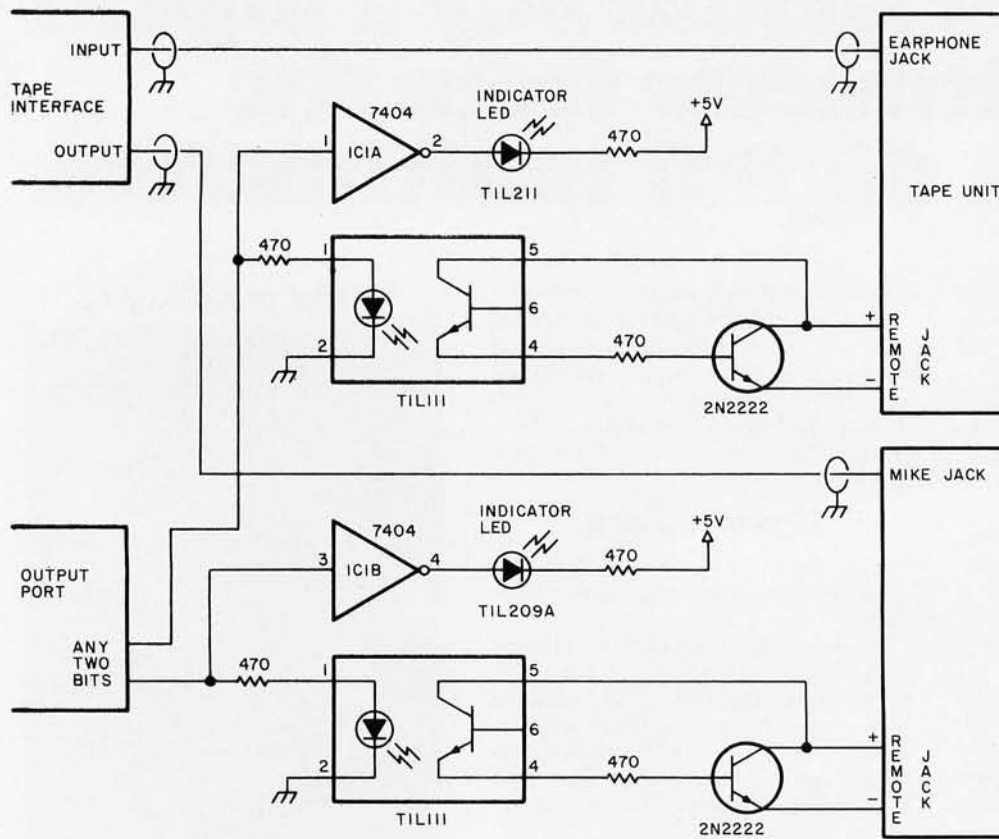 INPUT
TAPE
INTERFACE
OUTPUT
EARPHONE
JACK
TAPE UNIT
7404
1
IC1A
2
INDICATOR
LED
TIL211
470
+5V
470
1
2
5
6
4
TIL111
470
2N2222
+
REMOTE
JACK
−
MIKE JACK
OUTPUT
PORT
ANY
TWO
BITS
7404
3
IC1B
4
INDICATOR
LED
TIL209A
470
+5V
470
1
2
5
6
4
TIL111
470
2N2222
+
REMOTE
JACK
−